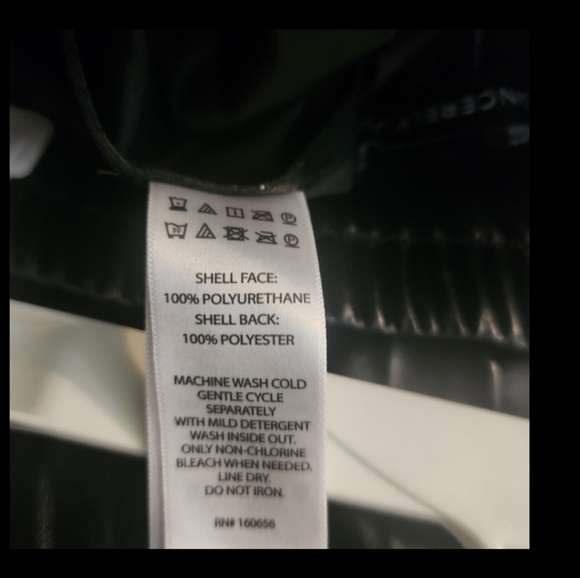 SHELL FACE:
100% POLYURETHANE
SHELL BACK:
100% POLYESTER
MACHINE WASH COLD
GENTLE CYCLE
SEPARATELY
WITH MILD DETERGENT
WASH INSIDE OUT.
ONLY NON-CHLORINE
BLEACH WHEN NEEDED.
LINE DRY.
DO NOT IRON.
RN# 160656